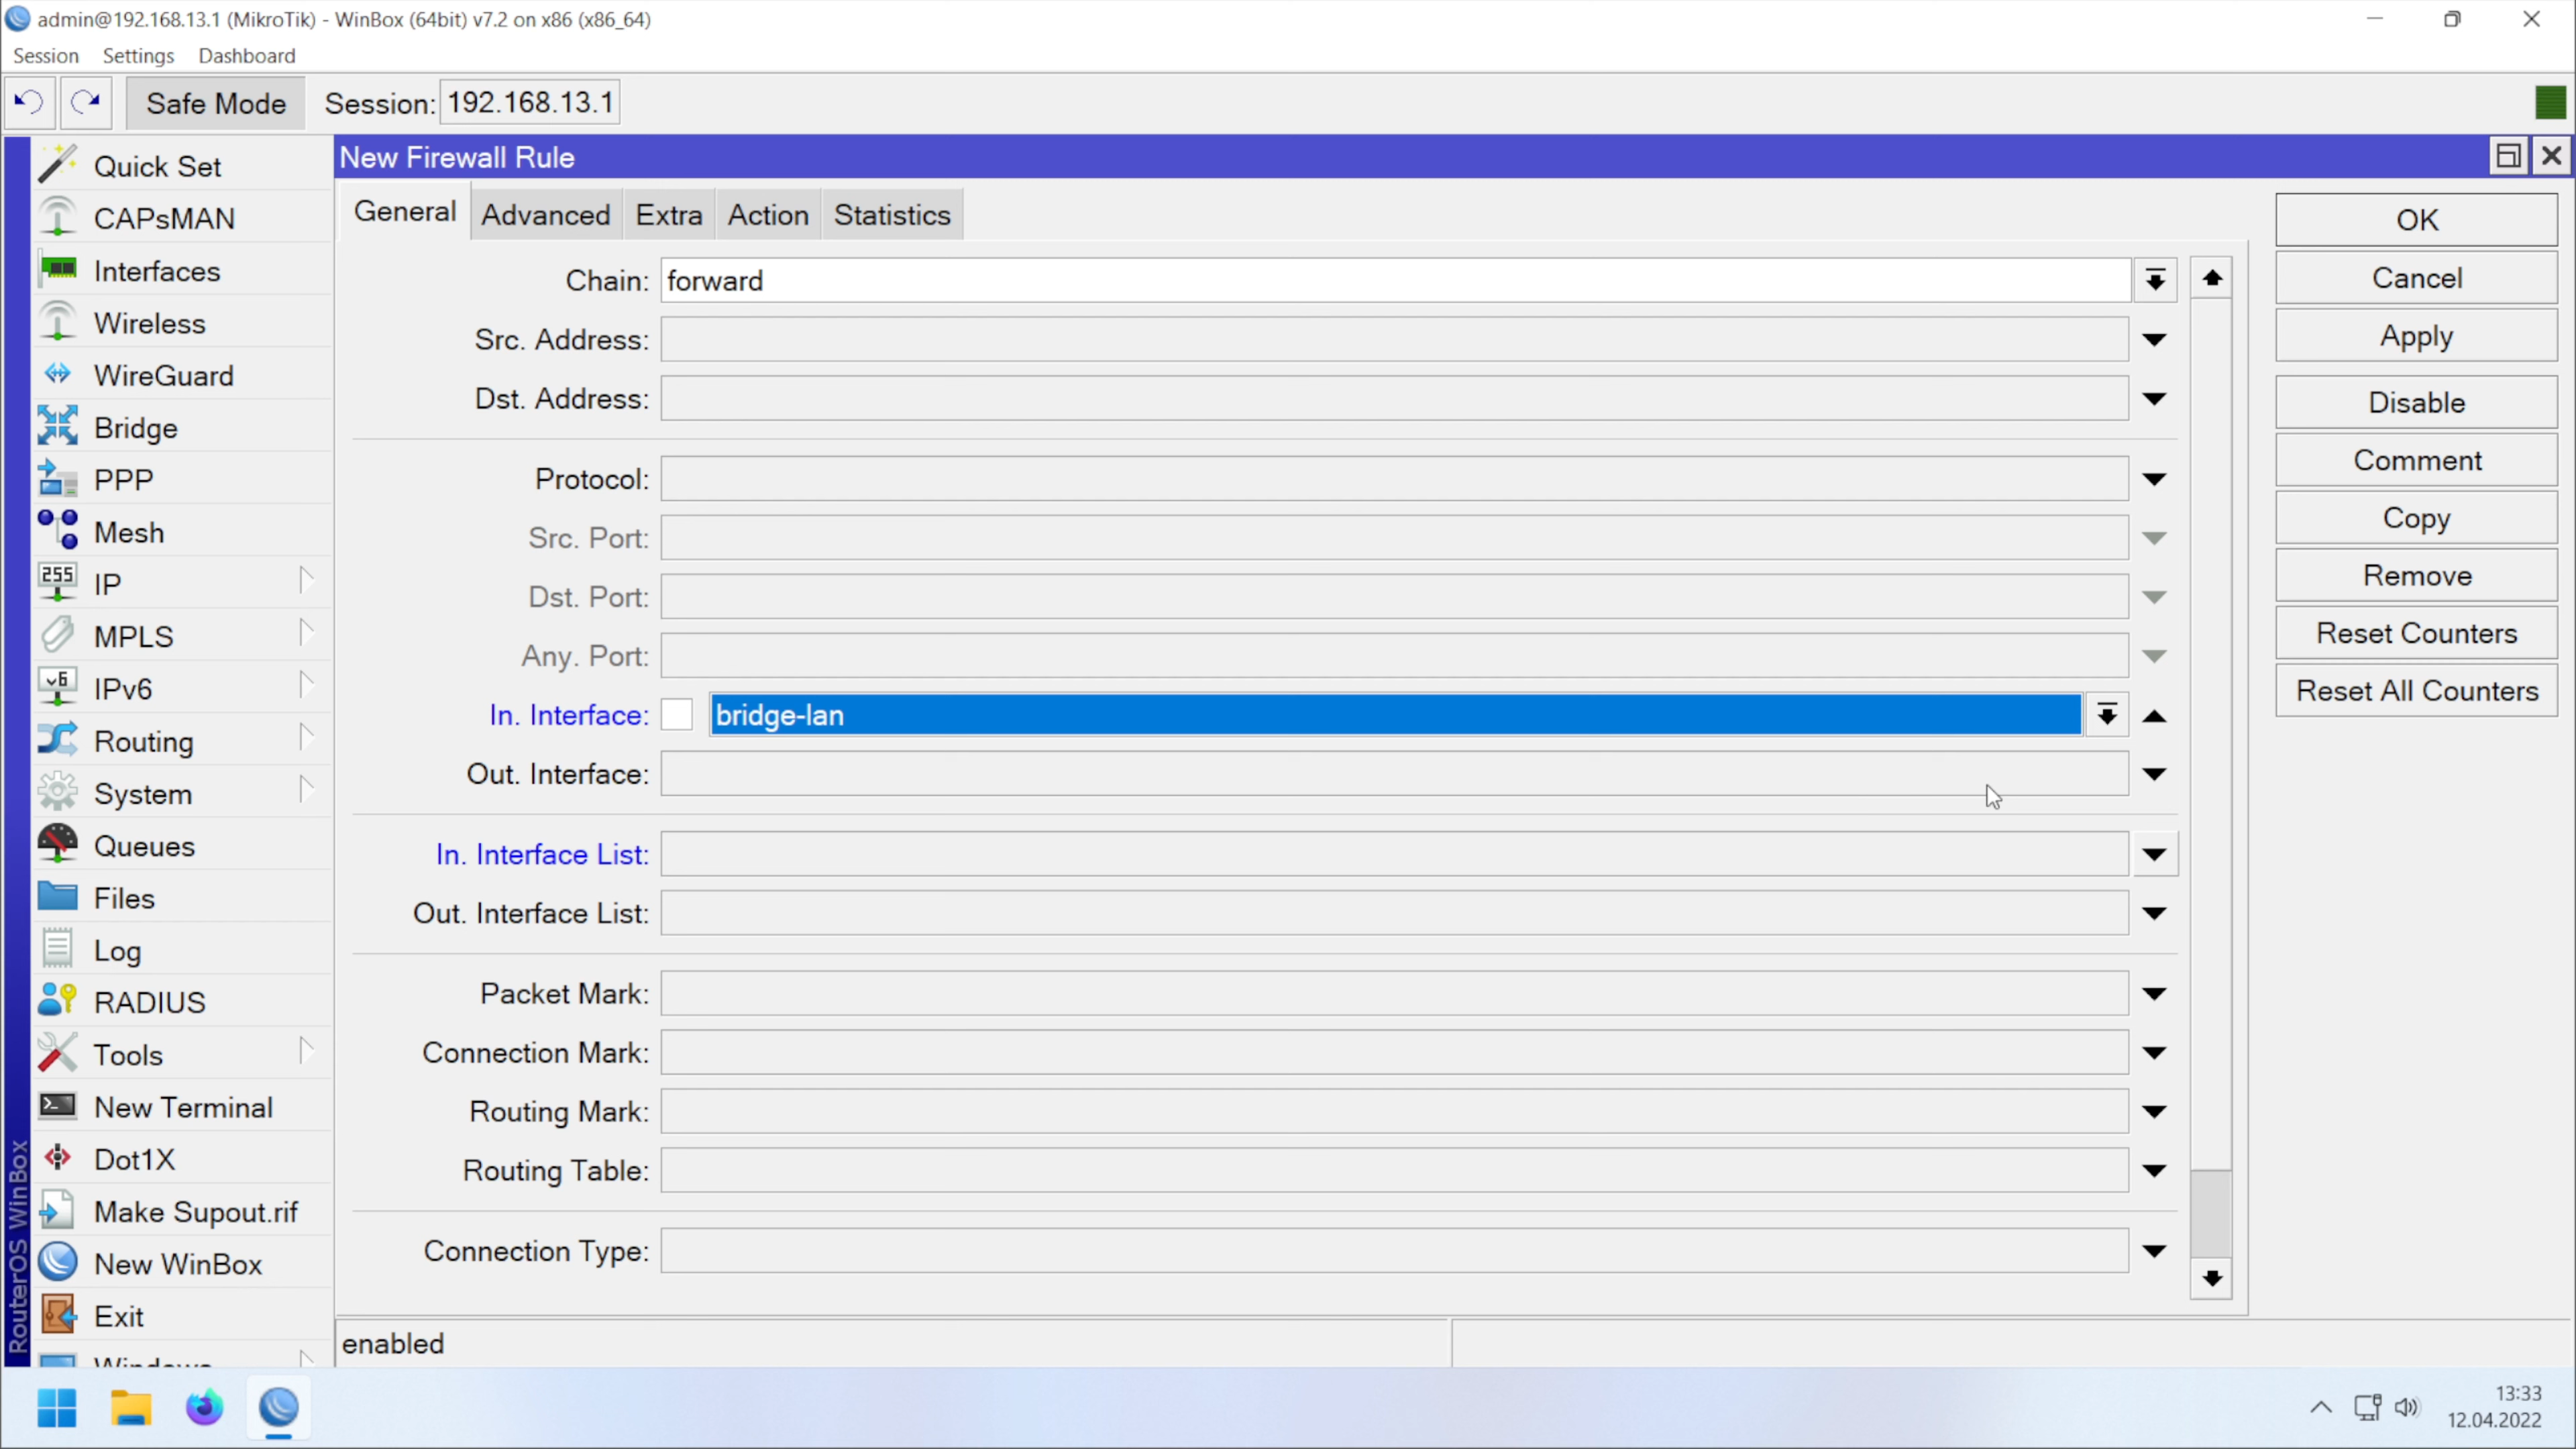 admin@192.168.13.1 (MikroTik) - WinBox (64bit) v7.2 on x86 (x86_64)
Session Settings Dashboard
Safe Mode Session: 192.168.13.1
Quick Set
CAPsMAN
Interfaces
Wireless
WireGuard
Bridge
PPP
Mesh
255 IP
MPLS
v6 IPv6
Routing
System
Queues
Files
Log
RADIUS
Tools
New Terminal
Dot1X
Make Supout.rif
New WinBox
Exit
Windows
RouterOS WinBox
New Firewall Rule
General Advanced Extra Action Statistics
Chain: forward
Src. Address:
Dst. Address:
Protocol:
Src. Port:
Dst. Port:
Any. Port:
In. Interface: bridge-lan
Out. Interface:
In. Interface List:
Out. Interface List:
Packet Mark:
Connection Mark:
Routing Mark:
Routing Table:
Connection Type:
enabled
OK
Cancel
Apply
Disable
Comment
Copy
Remove
Reset Counters
Reset All Counters
13:33
12.04.2022